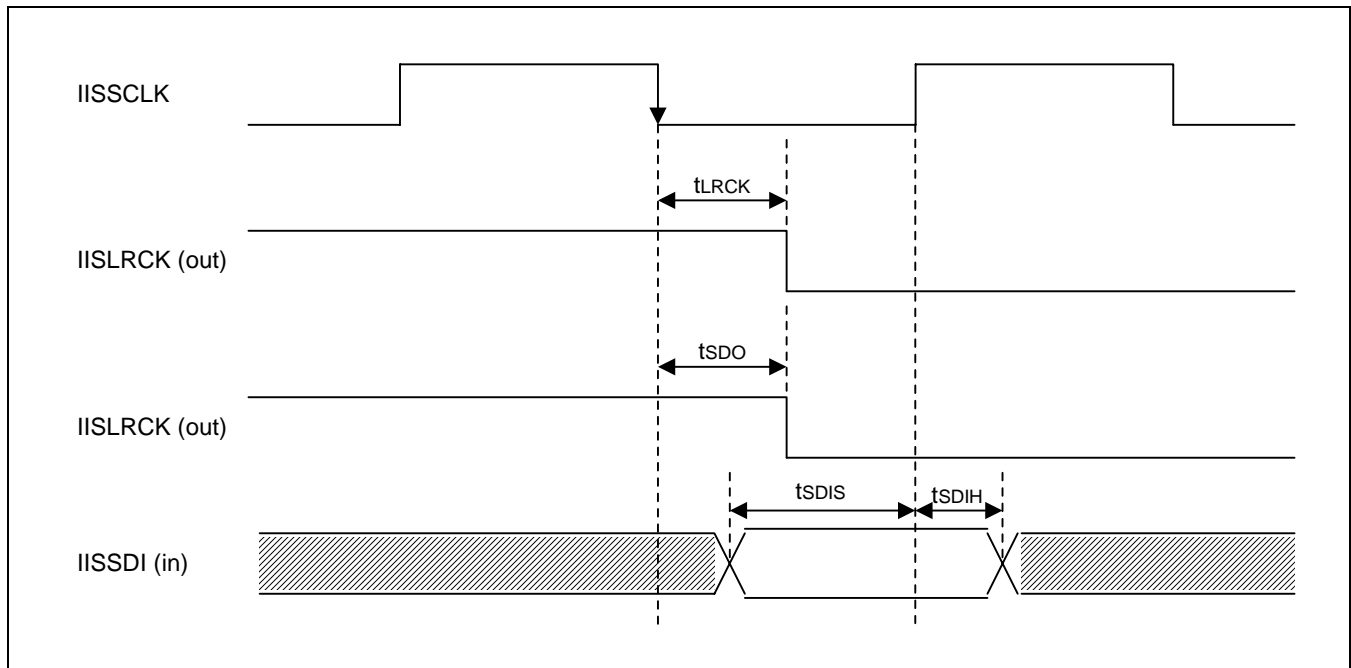 IISSCLK
tLRCK
IISLRCK (out)
tSDO
IISLRCK (out)
tSDIS
tSDIH
IISSDI (in)